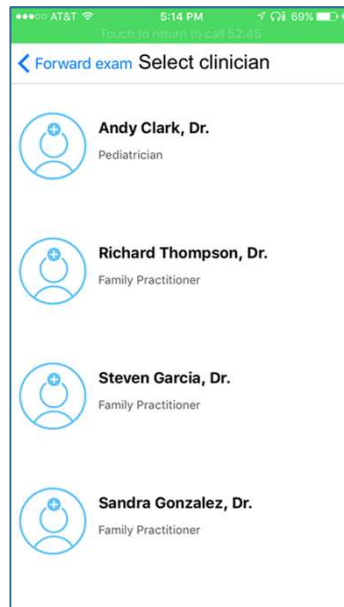 AT&T 5:14 PM 69%
Touch to return to call 52:45
Forward exam Select clinician
Andy Clark, Dr.
Pediatrician
Richard Thompson, Dr.
Family Practitioner
Steven Garcia, Dr.
Family Practitioner
Sandra Gonzalez, Dr.
Family Practitioner